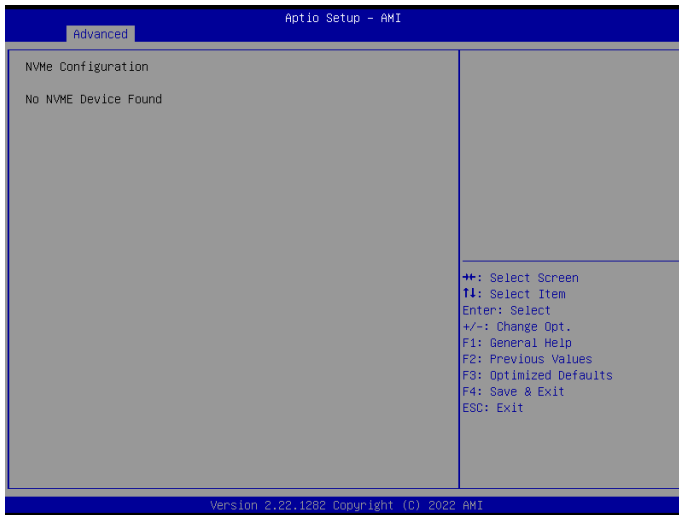 Aptio Setup – AMI
Advanced
NVMe Configuration
No NVME Device Found
→←: Select Screen
↑↓: Select Item
Enter: Select
+/-: Change Opt.
F1: General Help
F2: Previous Values
F3: Optimized Defaults
F4: Save & Exit
ESC: Exit
Version 2.22.1282 Copyright (C) 2022 AMI